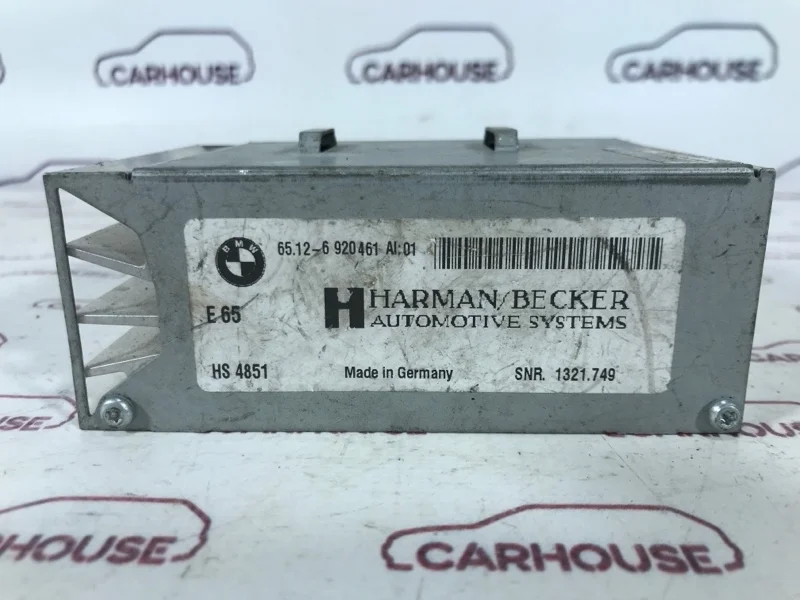 CARHOUSE CARHOUSE CARHOUSE
BMW
65.12-6 920461 AI:01
E 65
HARMAN/BECKER
AUTOMOTIVE SYSTEMS
HS 4851 Made in Germany SNR. 1321.749
CARHOUSE CARHOUSE